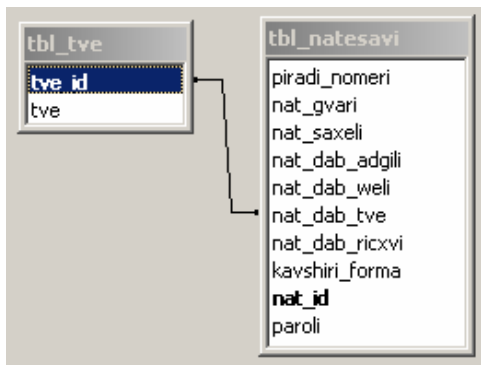 tbl_tve
tve_id
tve
tbl_natesavi
piradi_nomeri
nat_gvari
nat_saxeli
nat_dab_adgili
nat_dab_weli
nat_dab_tve
nat_dab_ricxvi
kavshiri_forma
nat_id
paroli